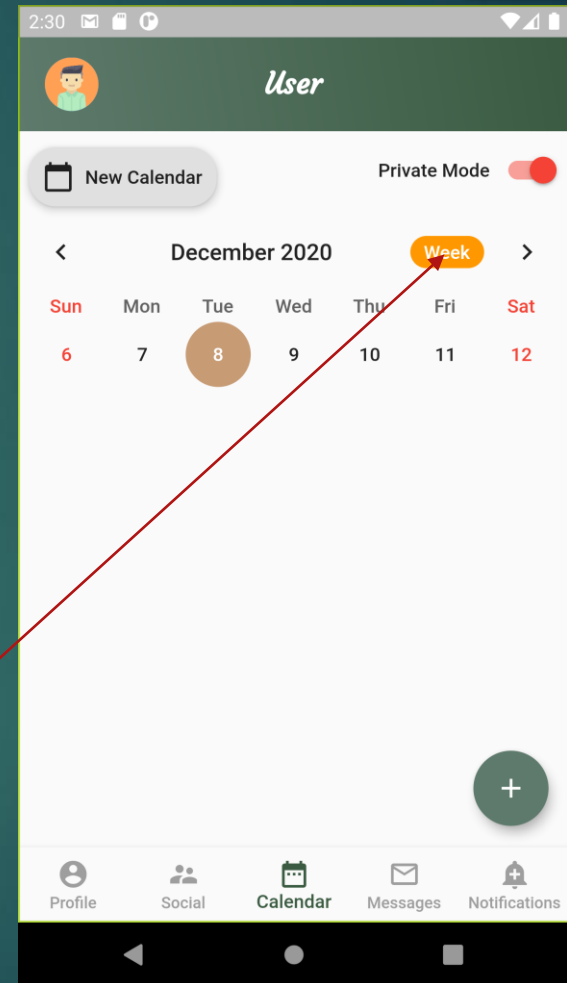 2:30
User
New Calendar
Private Mode
December 2020
Week
Sun Mon Tue Wed Thu Fri Sat
6 7 8 9 10 11 12
Profile Social Calendar Messages Notifications